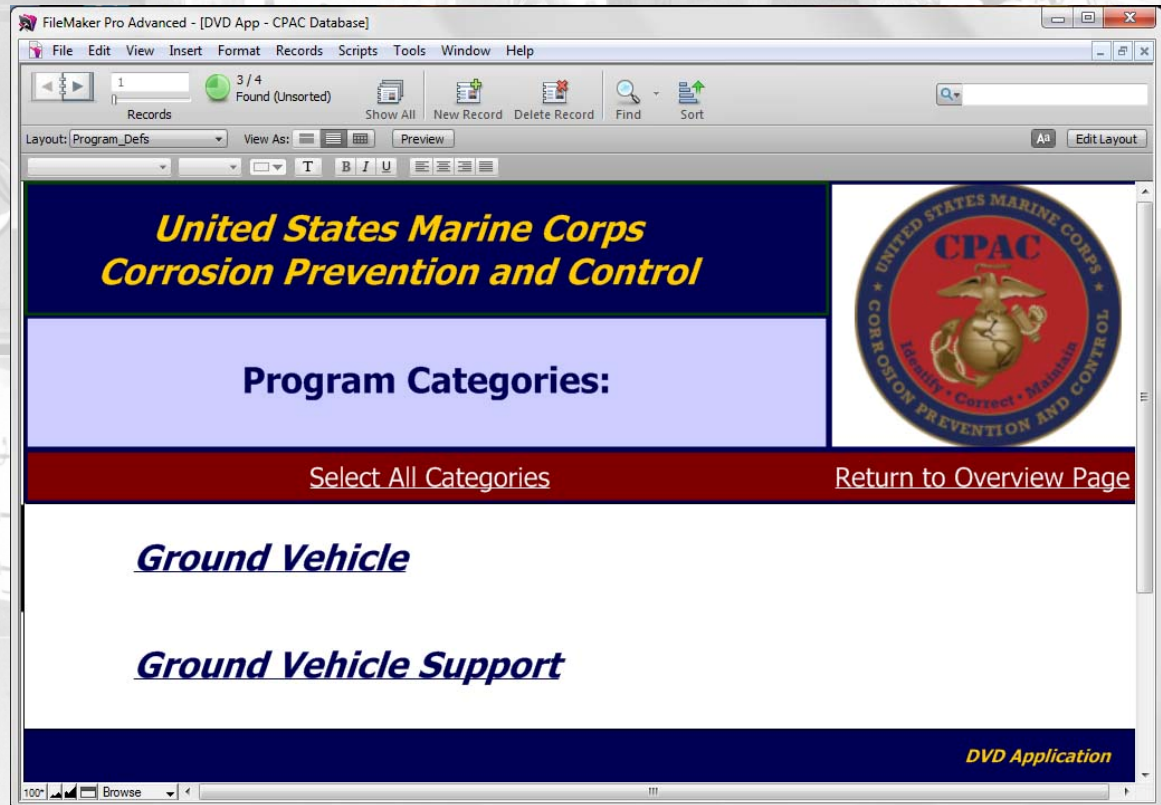 FileMaker Pro Advanced - [DVD App - CPAC Database]
File Edit View Insert Format Records Scripts Tools Window Help
1
3 / 4
Found (Unsorted)
Records
Show All New Record Delete Record Find Sort
Layout: Program_Defs View As: Preview Aa Edit Layout
T B I U
United States Marine Corps
Corrosion Prevention and Control
UNITED STATES MARINE CORPS
CPAC
Identify • Correct • Maintain
CORROSION PREVENTION AND CONTROL
Program Categories:
Select All Categories Return to Overview Page
Ground Vehicle
Ground Vehicle Support
DVD Application
100 Browse